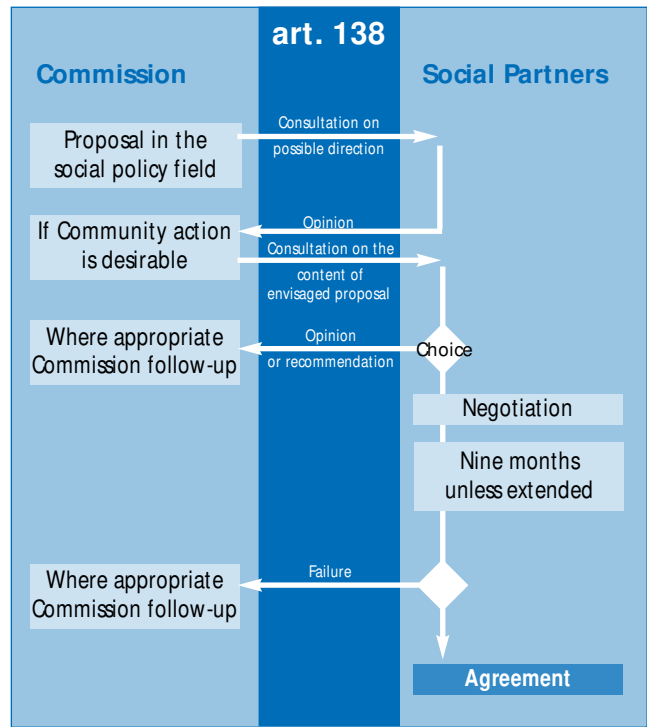 art. 138
Commission
Social Partners
Proposal in the
social policy field
Consultation on
possible direction
Opinion
If Community action
is desirable
Consultation on the
content of
envisaged proposal
Where appropriate
Commission follow-up
Opinion
or recommendation
Choice
Negotiation
Nine months
unless extended
Where appropriate
Commission follow-up
Failure
Agreement